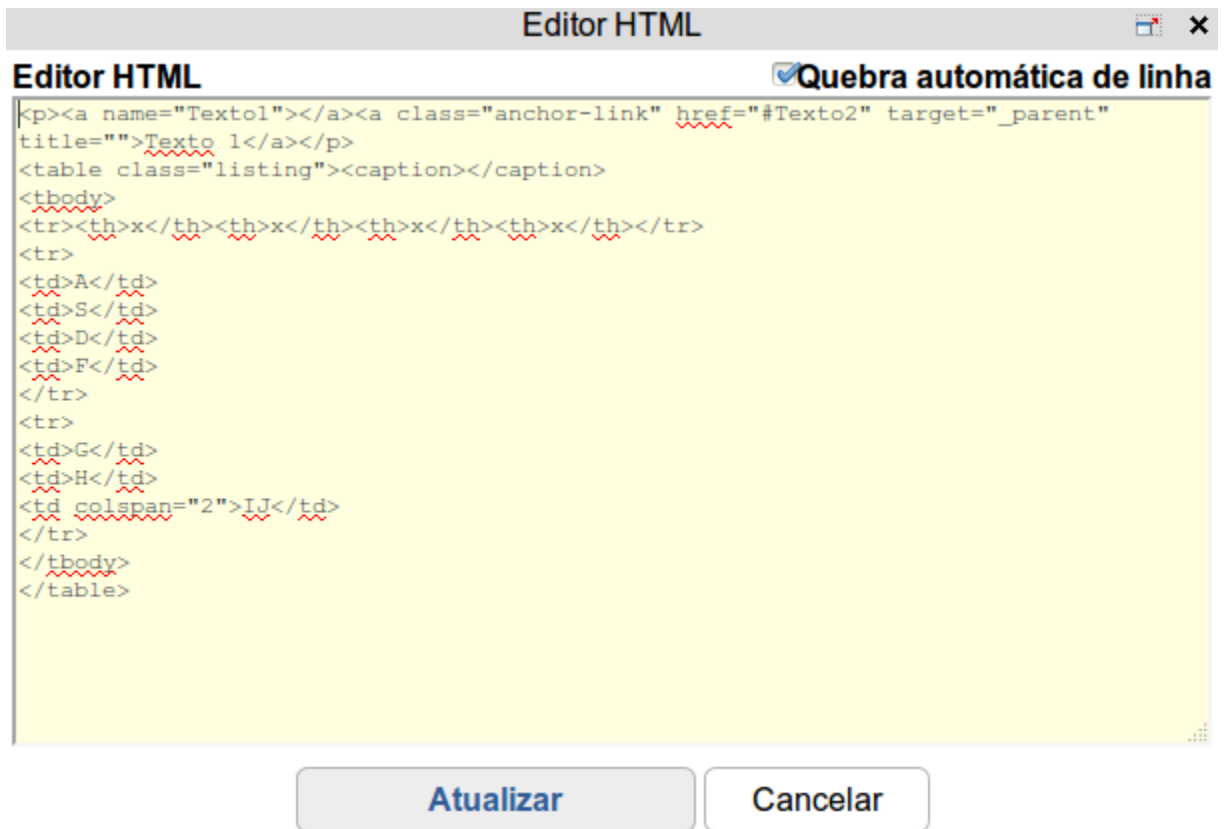 Editor HTML
Editor HTML
Quebra automática de linha
<p><a name="Texto1"></a><a class="anchor-link" href="#Texto2" target="_parent"
title="">Texto 1</a></p>
<table class="listing"><caption></caption>
<tbody>
<tr><th>x</th><th>x</th><th>x</th><th>x</th></tr>
<tr>
<td>A</td>
<td>S</td>
<td>D</td>
<td>F</td>
</tr>
<tr>
<td>G</td>
<td>H</td>
<td colspan="2">IJ</td>
</tr>
</tbody>
</table>
Atualizar
Cancelar